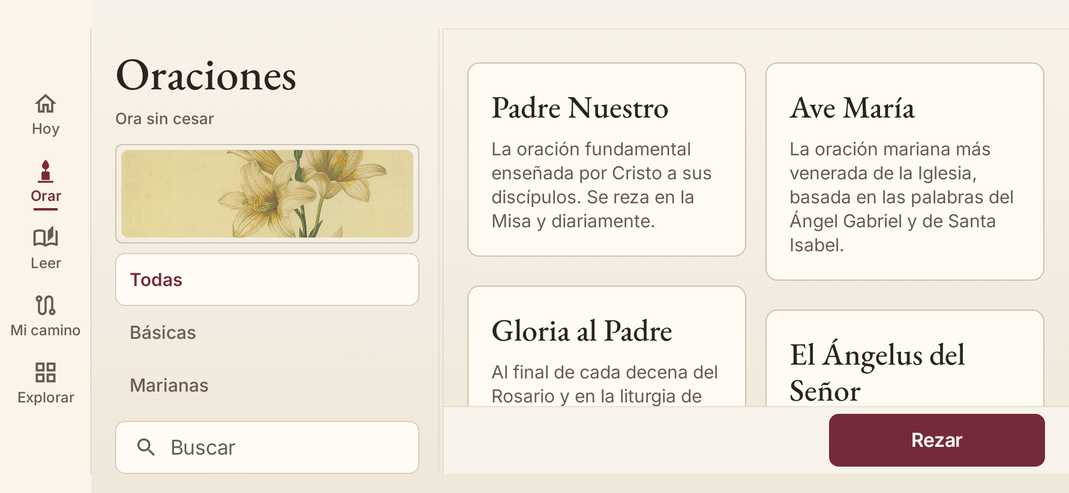 Hoy
Orar
Leer
Mi camino
Explorar
Oraciones
Ora sin cesar
Todas
Básicas
Marianas
Buscar
Padre Nuestro
La oración fundamental
enseñada por Cristo a sus
discípulos. Se reza en la
Misa y diariamente.
Gloria al Padre
Al final de cada decena del
Rosario y en la liturgia de
Ave María
La oración mariana más
venerada de la Iglesia,
basada en las palabras del
Ángel Gabriel y de Santa
Isabel.
El Ángelus del
Señor
Rezar